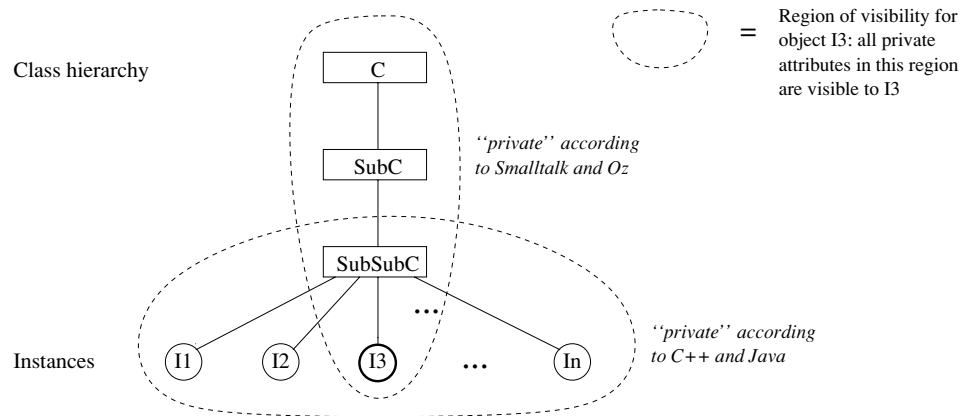 Class hierarchy
C
SubC
SubSubC
...
Instances
I1
I2
I3
...
In
‘‘private’’ according
to Smalltalk and Oz
‘‘private’’ according
to C++ and Java
=
Region of visibility for
object I3: all private
attributes in this region
are visible to I3